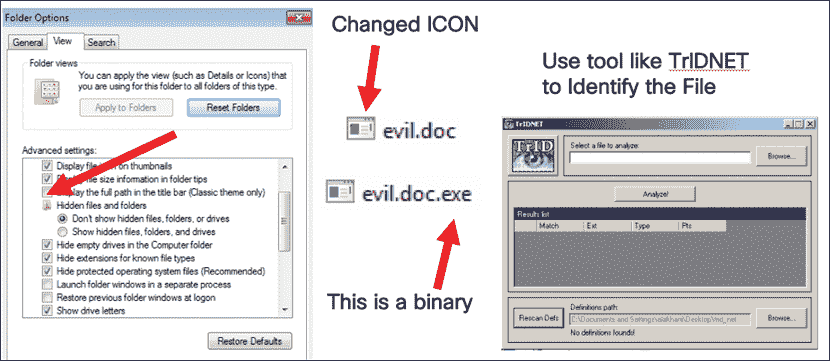 Folder Options
General
View
Search
Folder views
You can apply the view (such as Details or Icons) that
you are using for this folder to all folders of this type.
Apply to Folders
Reset Folders
Advanced settings:
Display file icon on thumbnails
Display file size information in folder tips
Display the full path in the title bar (Classic theme only)
Hidden files and folders
Don't show hidden files, folders, or drives
Show hidden files, folders, and drives
Hide empty drives in the Computer folder
Hide extensions for known file types
Hide protected operating system files (Recommended)
Launch folder windows in a separate process
Restore previous folder windows at logon
Show drive letters
Restore Defaults
Changed ICON
evil.doc
evil.doc.exe
This is a binary
Use tool like TrIDNET
to Identify the File
TrIDNET
TrID
Select a file to analyze:
Browse...
Analyze!
Results list
Match Ext Type Pts
Definitions path:
Rescan Defs
Browse...
No definitions founds!